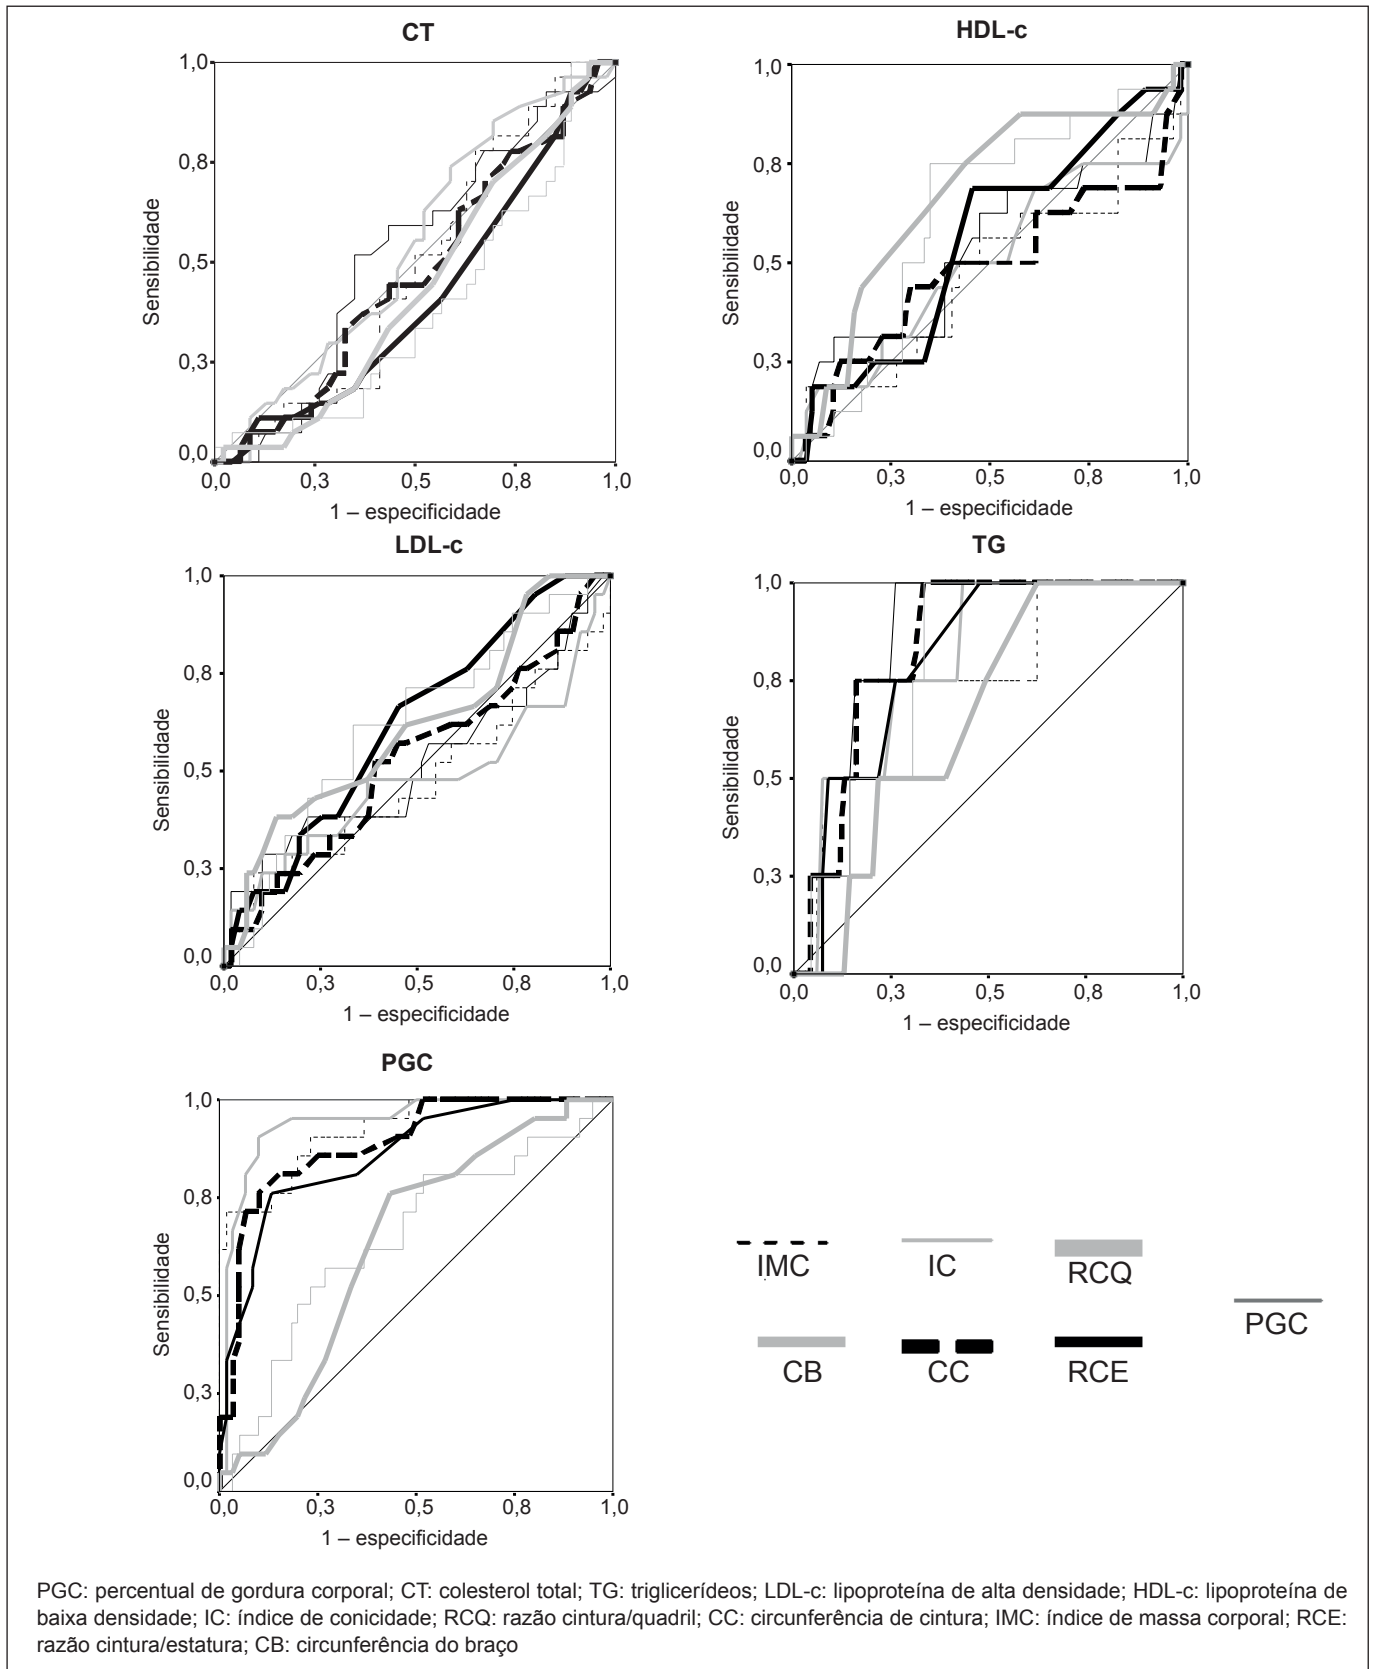 CT
1,0
0,8
0,5
0,3
0,0
Sensibilidade
0,0 0,3 0,5 0,8 1,0
1 – especificidade
HDL-c
1,0
0,8
0,5
0,3
0,0
Sensibilidade
0,0 0,3 0,5 0,8 1,0
1 – especificidade
LDL-c
1,0
0,8
0,5
0,3
0,0
Sensibilidade
0,0 0,3 0,5 0,8 1,0
1 – especificidade
TG
1,0
0,8
0,5
0,3
0,0
Sensibilidade
0,0 0,3 0,5 0,8 1,0
1 – especificidade
PGC
1,0
0,8
0,5
0,3
0,0
Sensibilidade
0,0 0,3 0,5 0,8 1,0
1 – especificidade
IMC IC RCQ
PGC
CB CC RCE
PGC: percentual de gordura corporal; CT: colesterol total; TG: triglicerídeos; LDL-c: lipoproteína de alta densidade; HDL-c: lipoproteína de
baixa densidade; IC: índice de conicidade; RCQ: razão cintura/quadril; CC: circunferência de cintura; IMC: índice de massa corporal; RCE:
razão cintura/estatura; CB: circunferência do braço